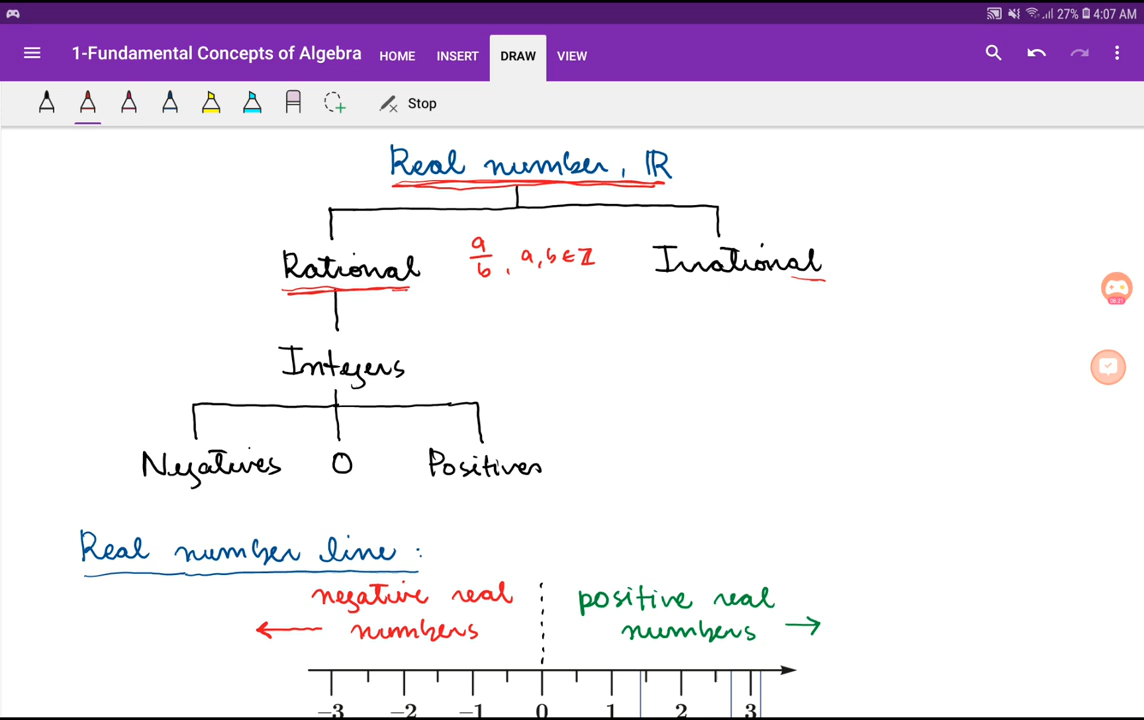 27% 4:07 AM
1-Fundamental Concepts of Algebra HOME INSERT DRAW VIEW
Stop
Real number, ℝ
Rational a/b, a,b ∈ ℤ Irrational
Integers
Negatives 0 Positives
Real number line :
negative real positive real
← numbers numbers →
-3 -2 -1 0 1 2 3